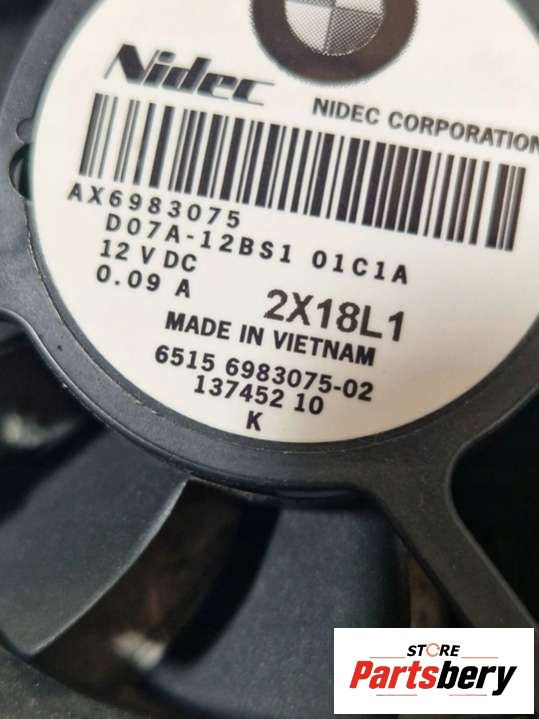 Nidec
NIDEC CORPORATION
AX6983075
D07A-12BS1 01C1A
12 V DC
0.09 A
2X18L1
MADE IN VIETNAM
6515 6983075-02
137452 10
K
STORE
Partsbery